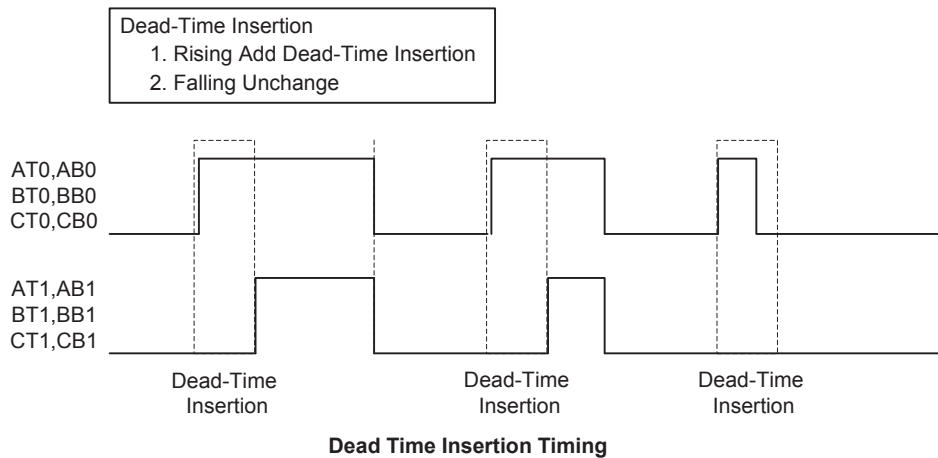 Dead-Time Insertion
1. Rising Add Dead-Time Insertion
2. Falling Unchange
AT0,AB0
BT0,BB0
CT0,CB0
AT1,AB1
BT1,BB1
CT1,CB1
Dead-Time
Insertion
Dead-Time
Insertion
Dead-Time
Insertion
Dead Time Insertion Timing